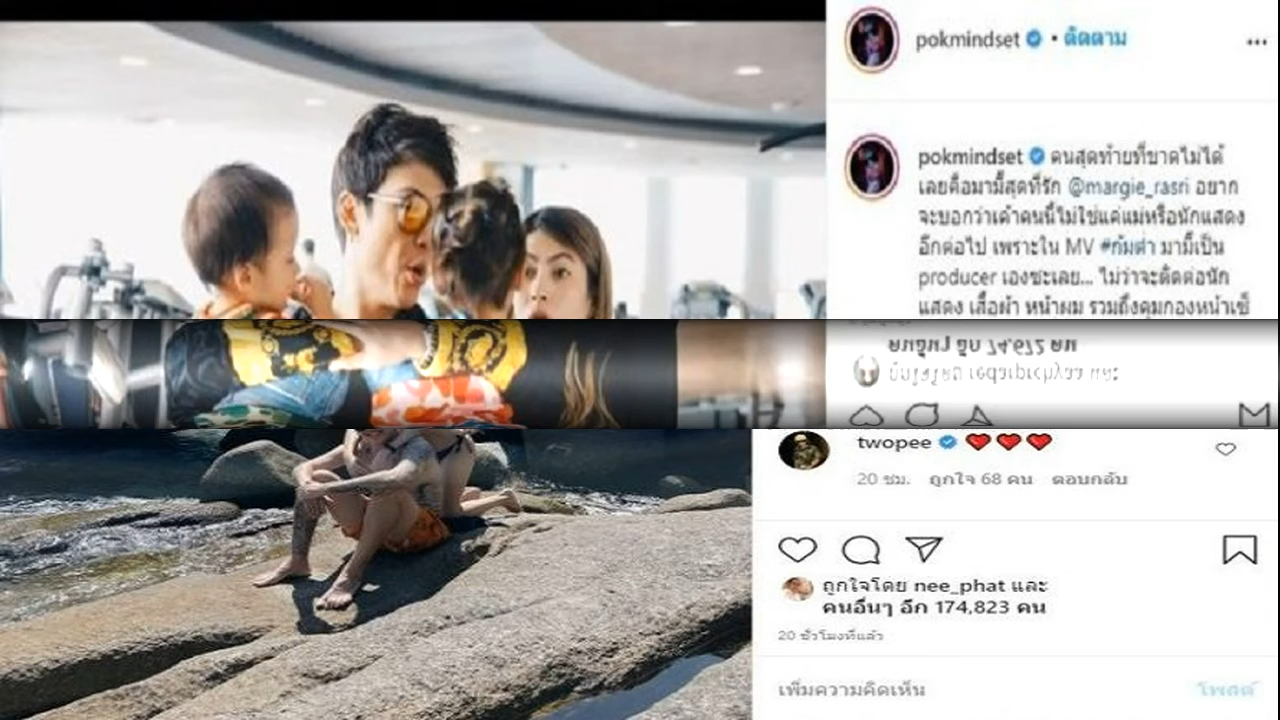 pokmindset • ติดตาม
pokmindset คนสุดท้ายที่ขาดไม่ได้
เลยคือมามี๊สุดที่รัก @margie_rasri อยาก
จะบอกว่าเค้าคนนี้ไม่ใช่แค่แม่หรือนักแสดง
อีกต่อไป เพราะใน MV #ก้มต่ำ มามี๊เป็น
producer เองซะเลย... ไม่ว่าจะติดต่อนัก
แสดง เสื้อผ้า หน้าผม รวมถึงคุมกองหน้าเซ็
twopee ❤️❤️❤️
20 ชม. ถูกใจ 68 คน ตอบกลับ
ถูกใจโดย nee_phat และ
คนอื่นๆ อีก 174,823 คน
20 ชั่วโมงที่แล้ว
เพิ่มความคิดเห็น
โพสต์